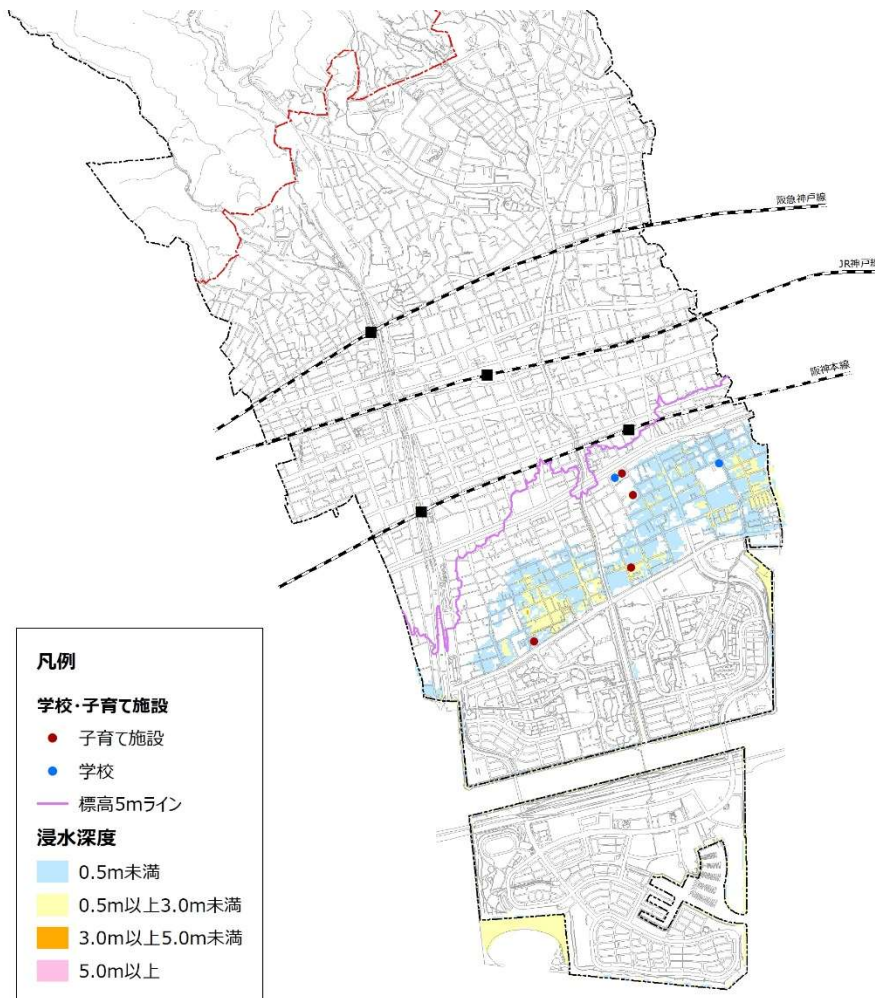 阪急神戸線
JR神戸線
阪神本線
凡例
学校・子育て施設
子育て施設
学校
標高5mライン
浸水深度
0.5m未満
0.5m以上3.0m未満
3.0m以上5.0m未満
5.0m以上